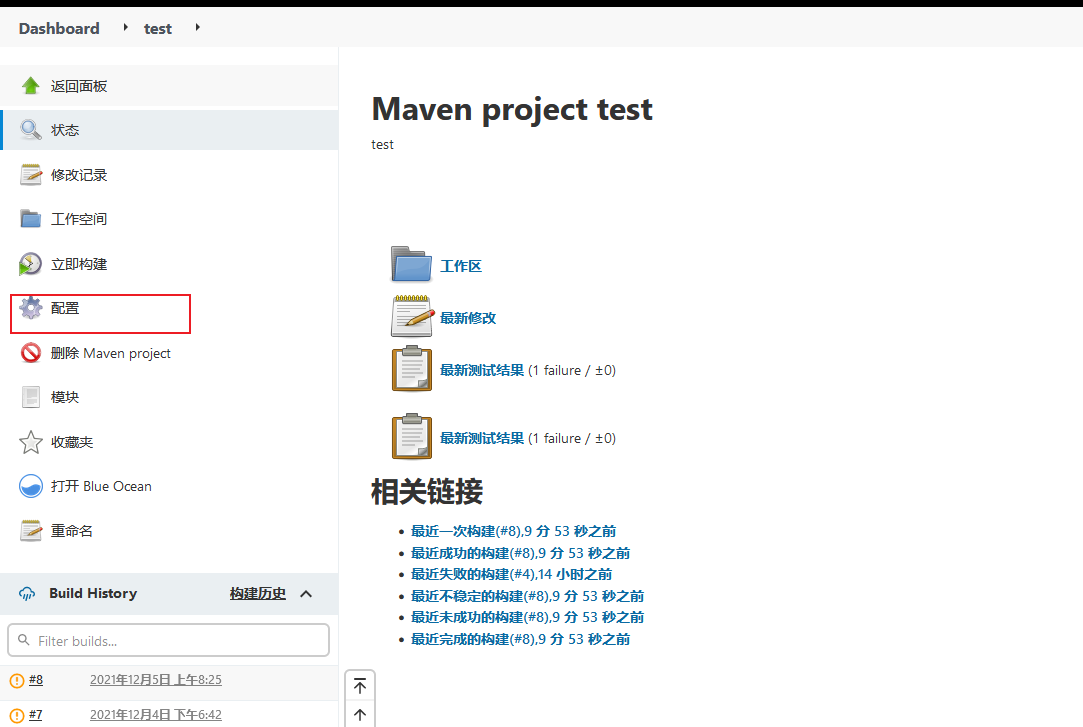 Dashboard test
返回面板
状态
修改记录
工作空间
立即构建
配置
删除 Maven project
模块
收藏夹
打开 Blue Ocean
重命名
Build History 构建历史
Filter builds...
#8 2021年12月5日 上午8:25
#7 2021年12月4日 下午6:42
Maven project test
test
工作区
最新修改
最新测试结果 (1 failure / ±0)
最新测试结果 (1 failure / ±0)
相关链接
最近一次构建(#8),9 分 53 秒之前
最近成功的构建(#8),9 分 53 秒之前
最近失败的构建(#4),14 小时之前
最近不稳定的构建(#8),9 分 53 秒之前
最近未成功的构建(#8),9 分 53 秒之前
最近完成的构建(#8),9 分 53 秒之前